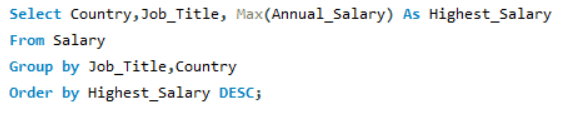 Select Country,Job_Title, Max(Annual_Salary) As Highest_Salary
From Salary
Group by Job_Title,Country
Order by Highest_Salary DESC;